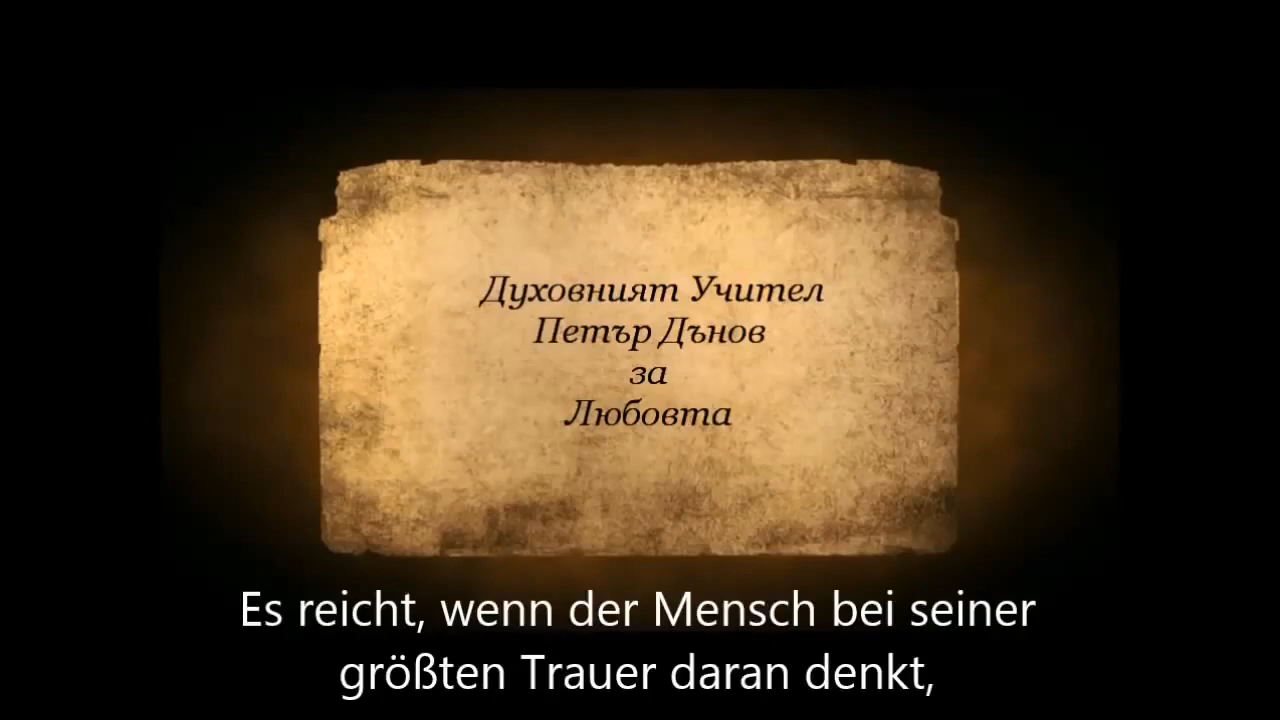 Духовният Учител
Петър Дънов
за
Любовта
Es reicht, wenn der Mensch bei seiner
größten Trauer daran denkt,